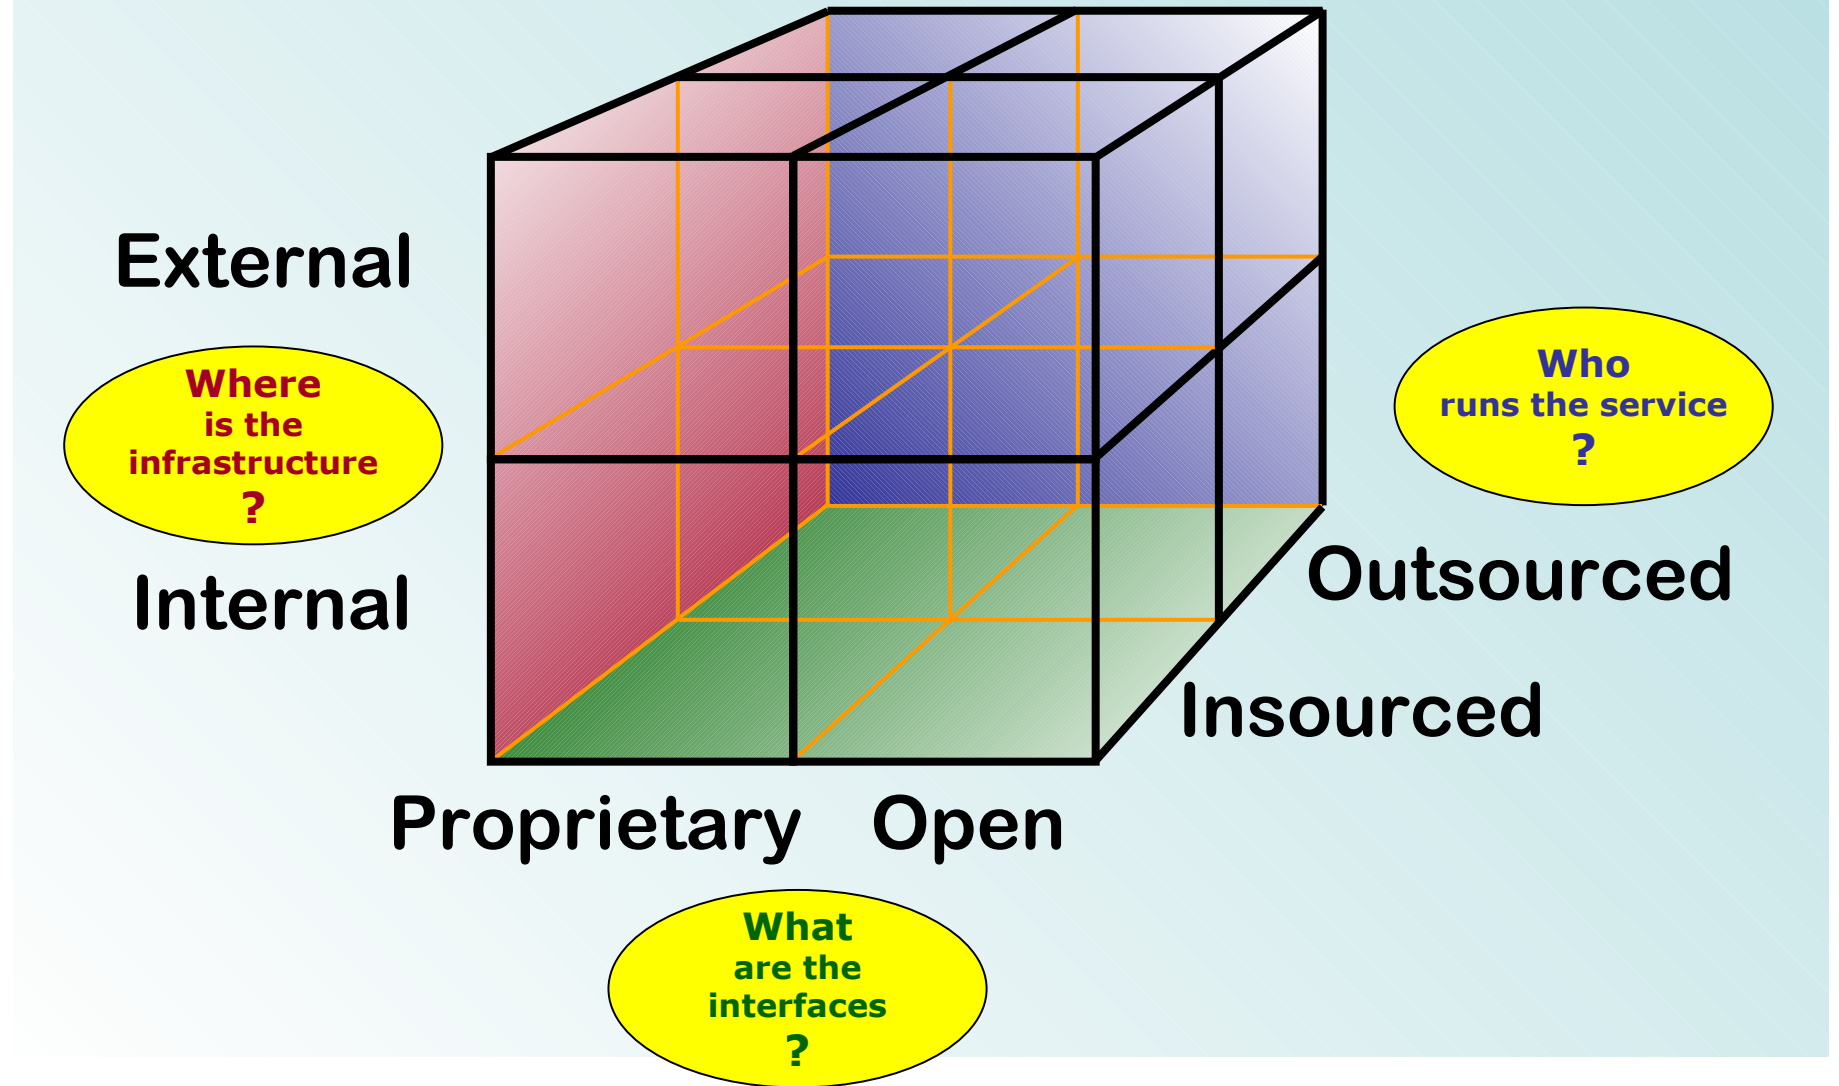 External
Where
is the
infrastructure
?
Internal
Who
runs the service
?
Outsourced
Insourced
Proprietary
Open
What
are the
interfaces
?